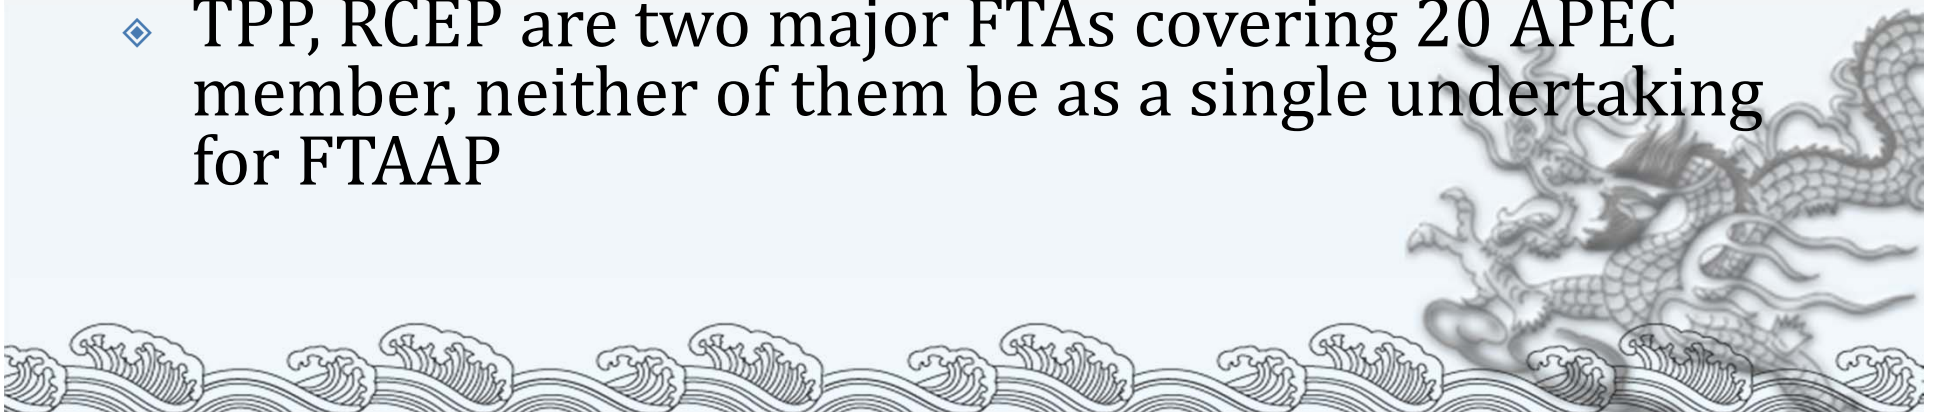 TPP, RCEP are two major FTAs covering 20 APEC
member, neither of them be as a single undertaking
for FTAAP